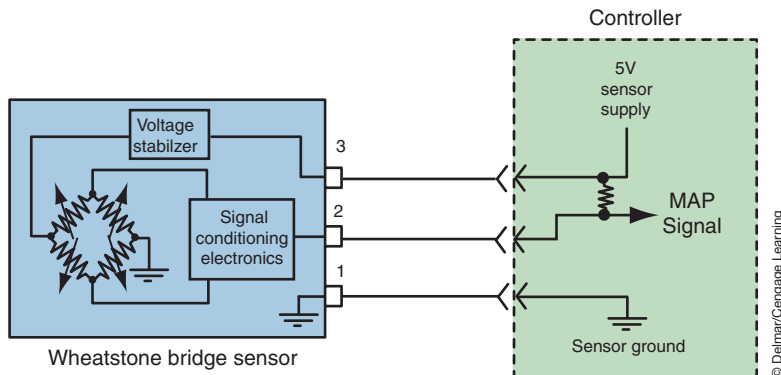 Controller
5V
sensor
supply
Voltage
stabilzer
3
2
MAP
Signal
Signal
conditioning
electronics
1
Sensor ground
Wheatstone bridge sensor
© Delmar/Cengage Learning